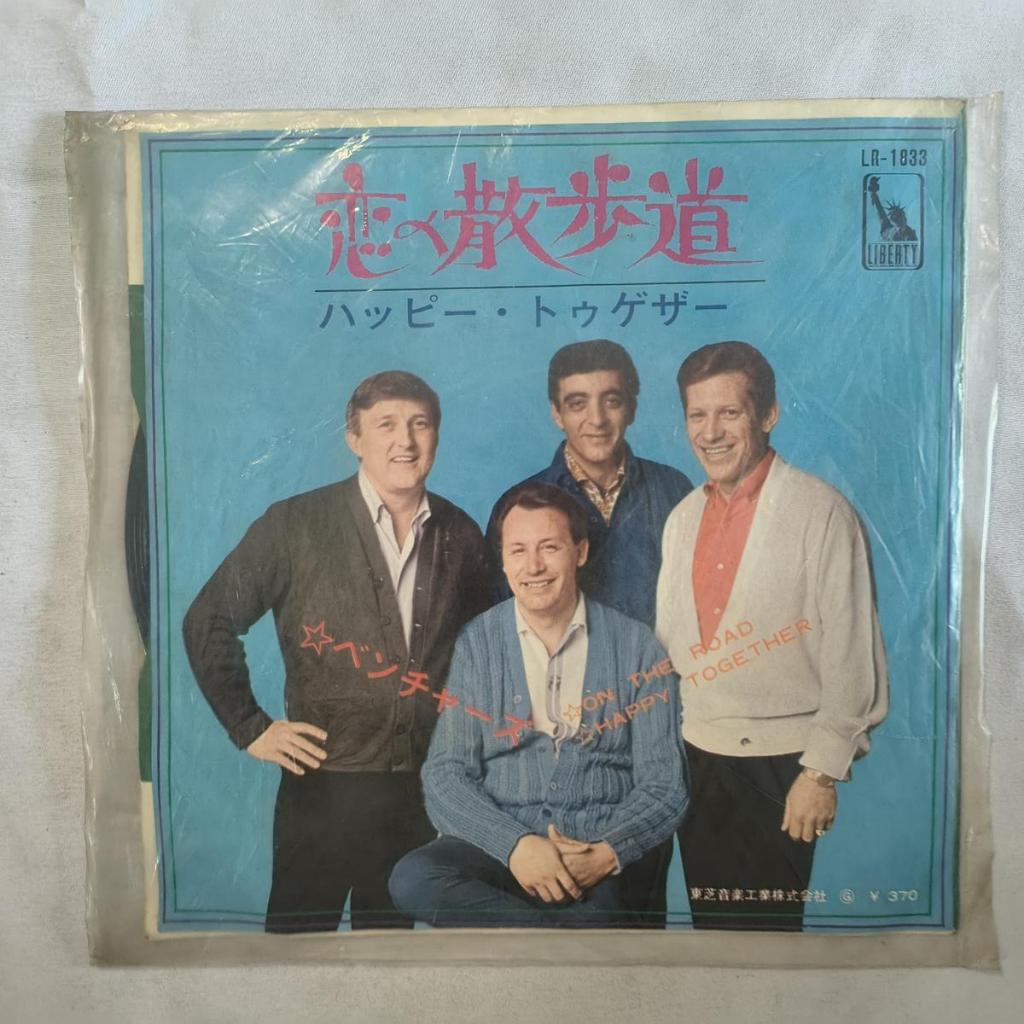 LR-1833
LIBERTY
恋の散歩道
ハッピー・トゥゲザー
☆ベンチャーズ
☆ON THE ROAD
☆HAPPY TOGETHER
東芝音楽工業株式会社 Ⓖ ¥ 370